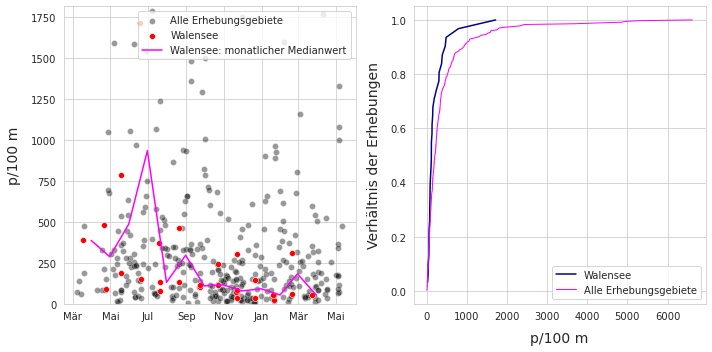 p/100 m
1750
1500
1250
1000
750
500
250
0
Mär
Mai
Jul
Sep
Nov
Jan
Mär
Mai
Alle Erhebungsgebiete
Walensee
Walensee: monatlicher Medianwert
Verhältnis der Erhebungen
1.0
0.8
0.6
0.4
0.2
0.0
0
1000
2000
3000
4000
5000
6000
p/100 m
Walensee
Alle Erhebungsgebiete